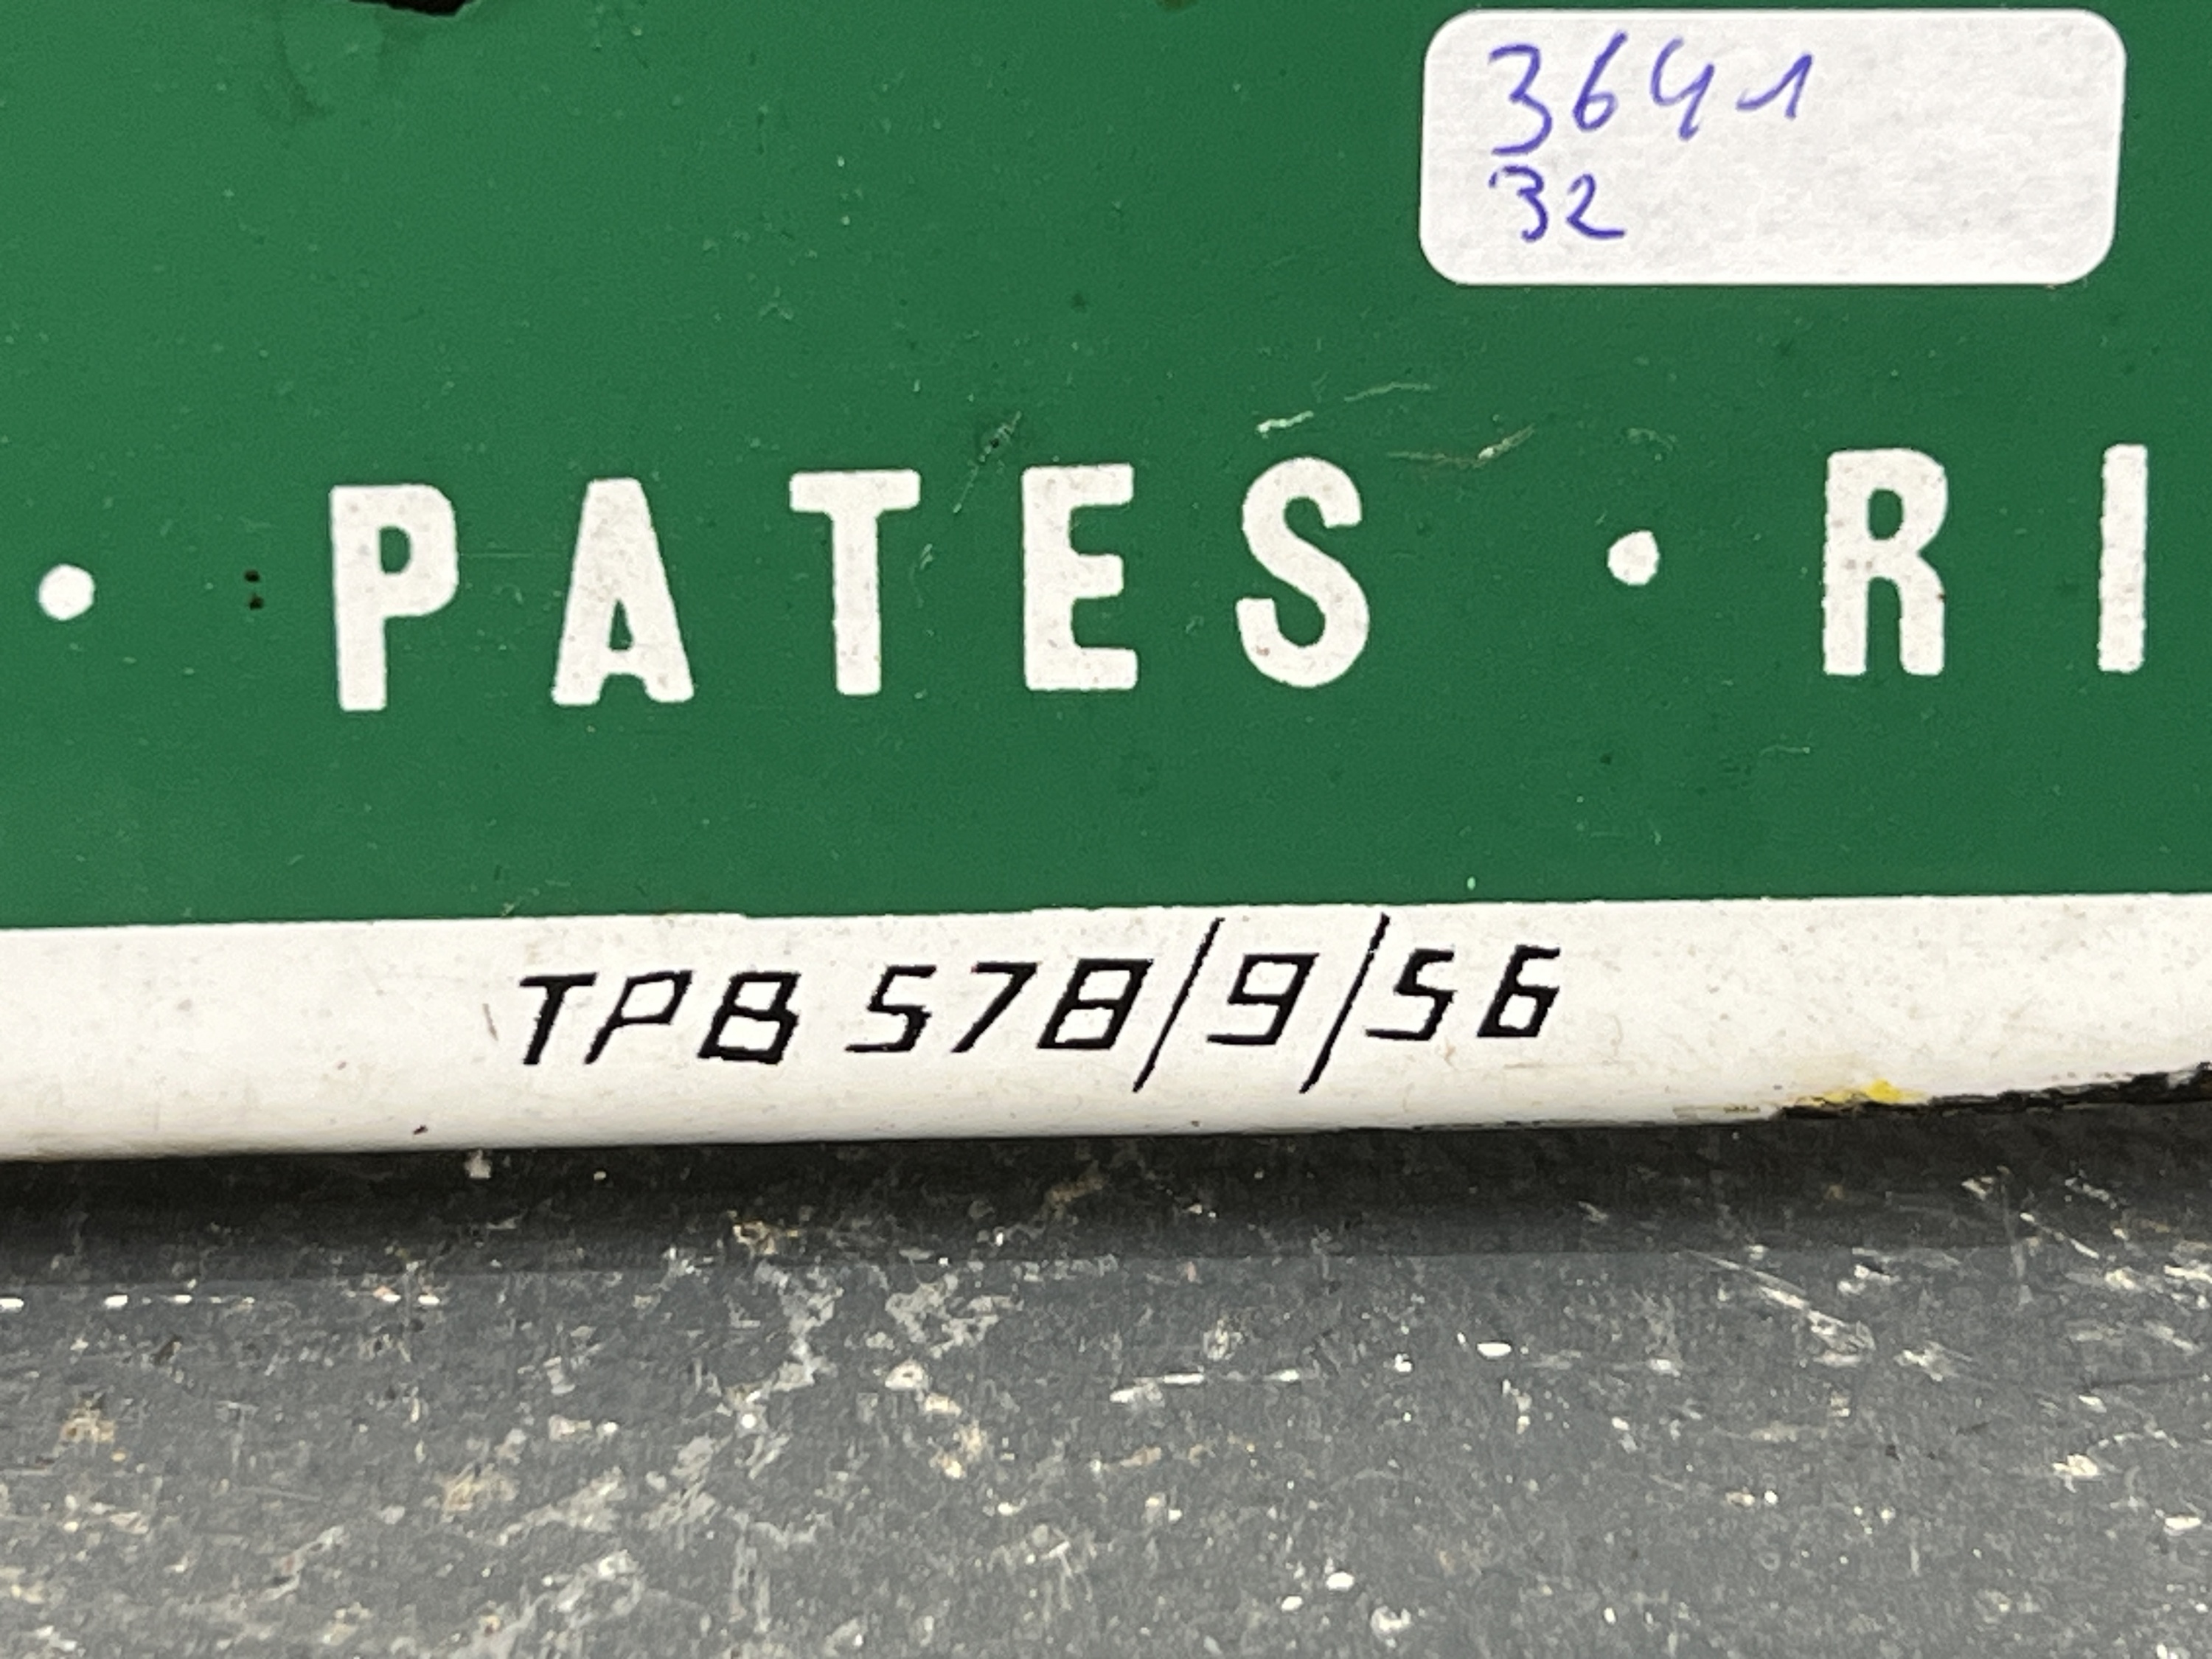 3641
32
• PATES • RI
TPB 578/9/56